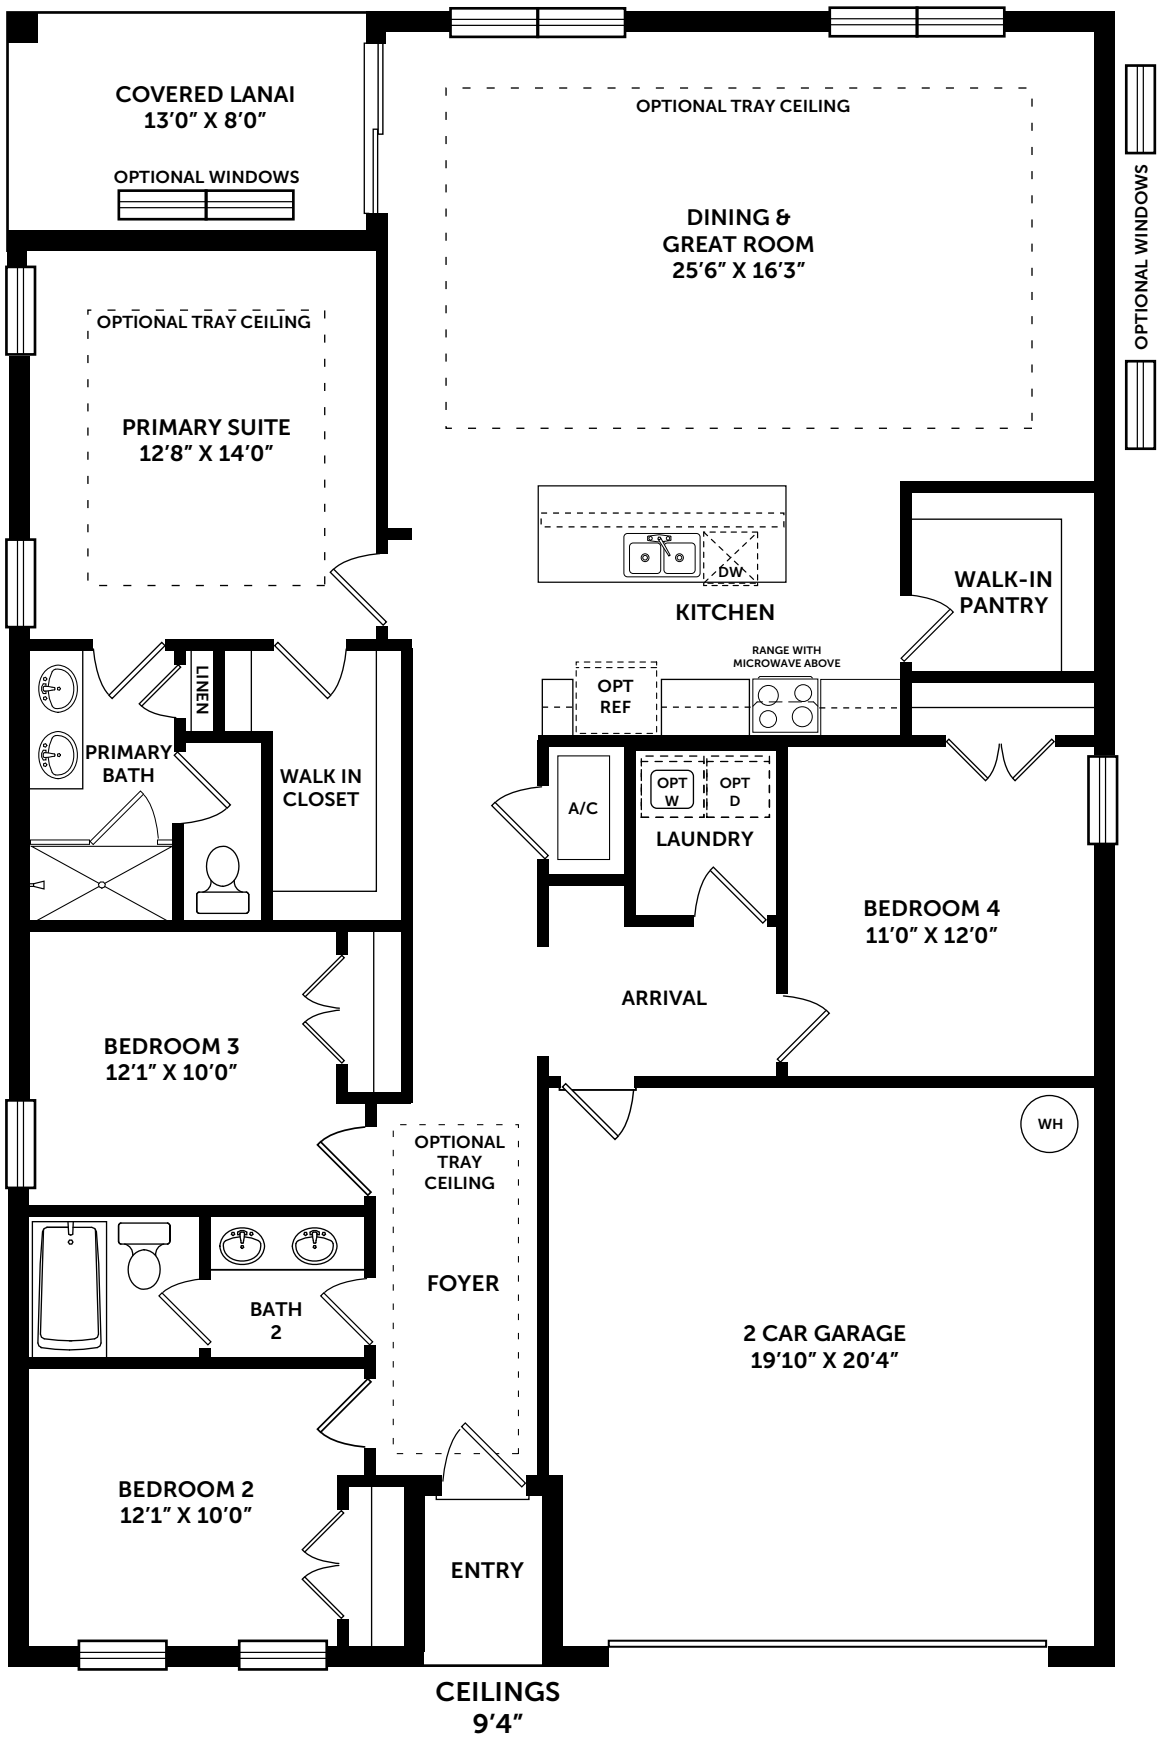 COVERED LANAI
13'0" X 8'0"
OPTIONAL WINDOWS
OPTIONAL TRAY CEILING
DINING &
GREAT ROOM
25'6" X 16'3"
OPTIONAL WINDOWS
OPTIONAL TRAY CEILING
PRIMARY SUITE
12'8" X 14'0"
DW
KITCHEN
WALK-IN
PANTRY
RANGE WITH
MICROWAVE ABOVE
OPT
REF
LINEN
PRIMARY
BATH
WALK IN
CLOSET
A/C
OPT
W
OPT
D
LAUNDRY
BEDROOM 4
11'0" X 12'0"
ARRIVAL
BEDROOM 3
12'1" X 10'0"
WH
OPTIONAL
TRAY
CEILING
FOYER
BATH
2
2 CAR GARAGE
19'10" X 20'4"
BEDROOM 2
12'1" X 10'0"
ENTRY
CEILINGS
9'4"